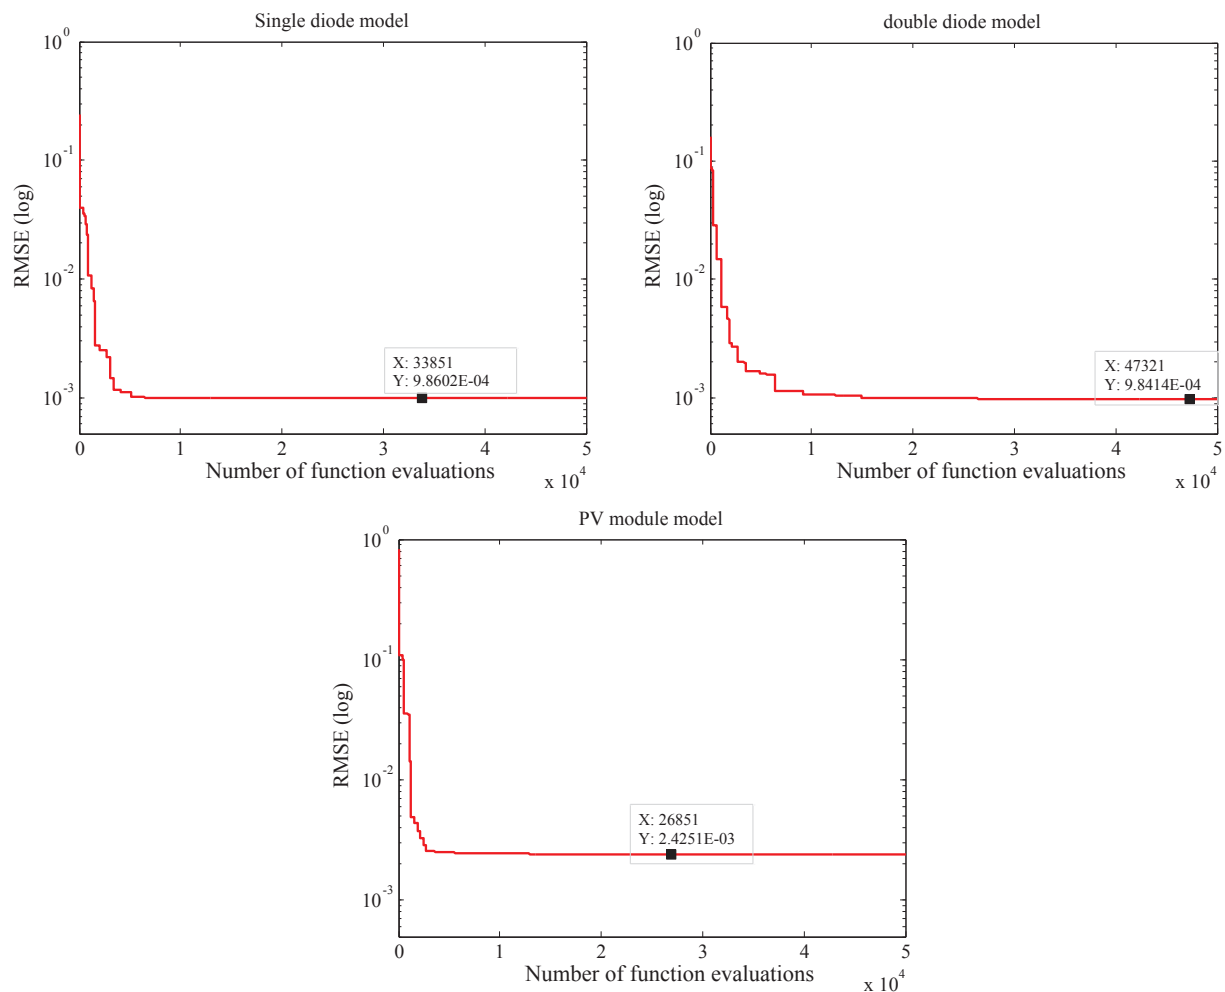 Single diode model
10^0
10^-1
10^-2
10^-3
RMSE (log)
X: 33851
Y: 9.8602E-04
0 1 2 3 4 5
Number of function evaluations
x 10^4
double diode model
10^0
10^-1
10^-2
10^-3
RMSE (log)
X: 47321
Y: 9.8414E-04
0 1 2 3 4 5
Number of function evaluations
x 10^4
PV module model
10^0
10^-1
10^-2
10^-3
RMSE (log)
X: 26851
Y: 2.4251E-03
0 1 2 3 4 5
Number of function evaluations
x 10^4